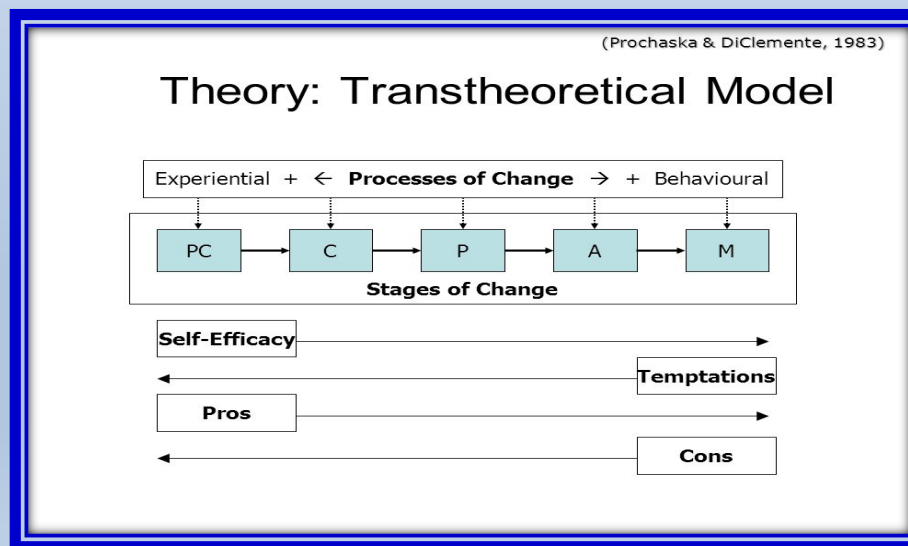 (Prochaska & DiClemente, 1983)
Theory: Transtheoretical Model
Experiential + ← Processes of Change → + Behavioural
PC C P A M
Stages of Change
Self-Efficacy
Temptations
Pros
Cons